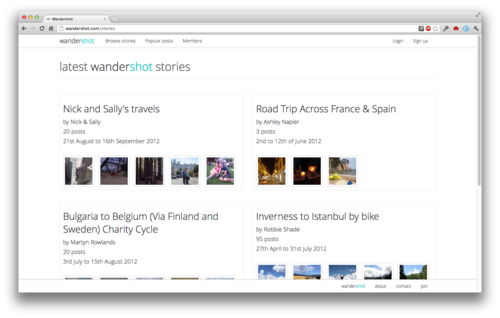 Wandershot
wandershot.com/stories
wandershot Browse stories Popular posts Members Login Sign up
latest wandershot stories
Nick and Sally's travels
by Nick & Sally
20 posts
21st August to 16th September 2012
Road Trip Across France & Spain
by Ashley Napier
3 posts
2nd to 12th of June 2012
Bulgaria to Belgium (Via Finland and
Sweden) Charity Cycle
by Martyn Rowlands
20 posts
3rd July to 15th August 2012
Inverness to Istanbul by bike
by Robbie Shade
95 posts
27th April to 31st July 2012
wandershot about contact join